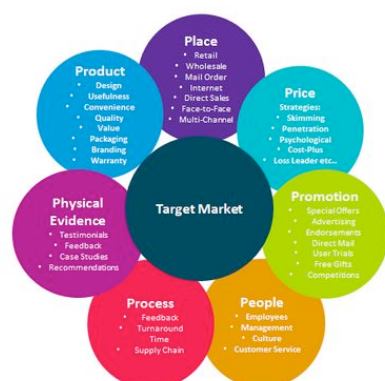 Place
Retail
Wholesale
Mail Order
Internet
Direct Sales
Face-to-Face
Multi-Channel
Product
Design
Usefulness
Convenience
Quality
Value
Packaging
Branding
Warranty
Price
Strategies:
Skimming
Penetration
Psychological
Cost-Plus
Loss Leader etc...
Target Market
Physical
Evidence
Testimonials
Feedback
Case Studies
Recommendations
Promotion
Special Offers
Advertising
Endorsements
Direct Mail
User Trials
Free Gifts
Competitions
Process
Feedback
Turnaround
Time
Supply Chain
People
Employees
Management
Culture
Customer Service